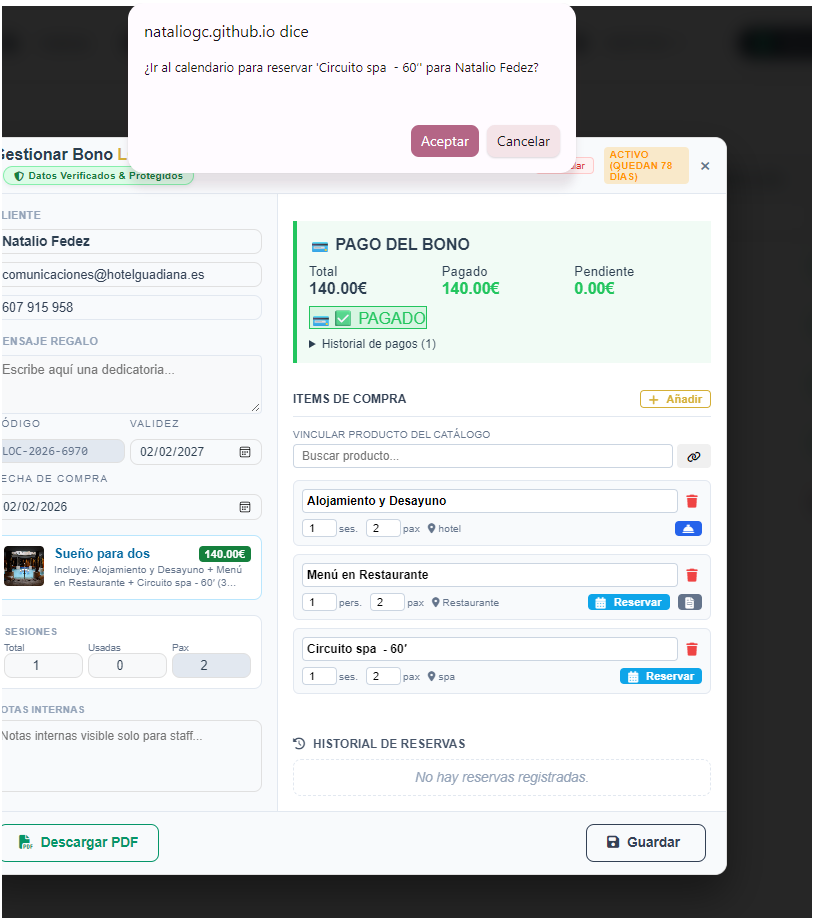 nataliogc.github.io dice
¿Ir al calendario para reservar 'Circuito spa  - 60'' para Natalio Fedez?
Aceptar
Cancelar
Gestionar Bono L
Datos Verificados & Protegidos
ar
ACTIVO
(QUEDAN 78
DÍAS)
LIENTE
Natalio Fedez
comunicaciones@hotelguadiana.es
607 915 958
ENSAJE REGALO
Escribe aquí una dedicatoria...
ÓDIGO
VALIDEZ
LOC-2026-6970
02/02/2027
ECHA DE COMPRA
02/02/2026
Sueño para dos
140.00€
Incluye: Alojamiento y Desayuno + Menú
en Restaurante + Circuito spa - 60' (3...
SESIONES
Total
Usadas
Pax
1
0
2
OTAS INTERNAS
Notas internas visible solo para staff...
PAGO DEL BONO
Total
Pagado
Pendiente
140.00€
140.00€
0.00€
PAGADO
Historial de pagos (1)
ITEMS DE COMPRA
+ Añadir
VINCULAR PRODUCTO DEL CATÁLOGO
Buscar producto...
Alojamiento y Desayuno
1 ses. 2 pax hotel
Menú en Restaurante
1 pers. 2 pax Restaurante
Reservar
Circuito spa  - 60’
1 ses. 2 pax spa
Reservar
HISTORIAL DE RESERVAS
No hay reservas registradas.
Descargar PDF
Guardar